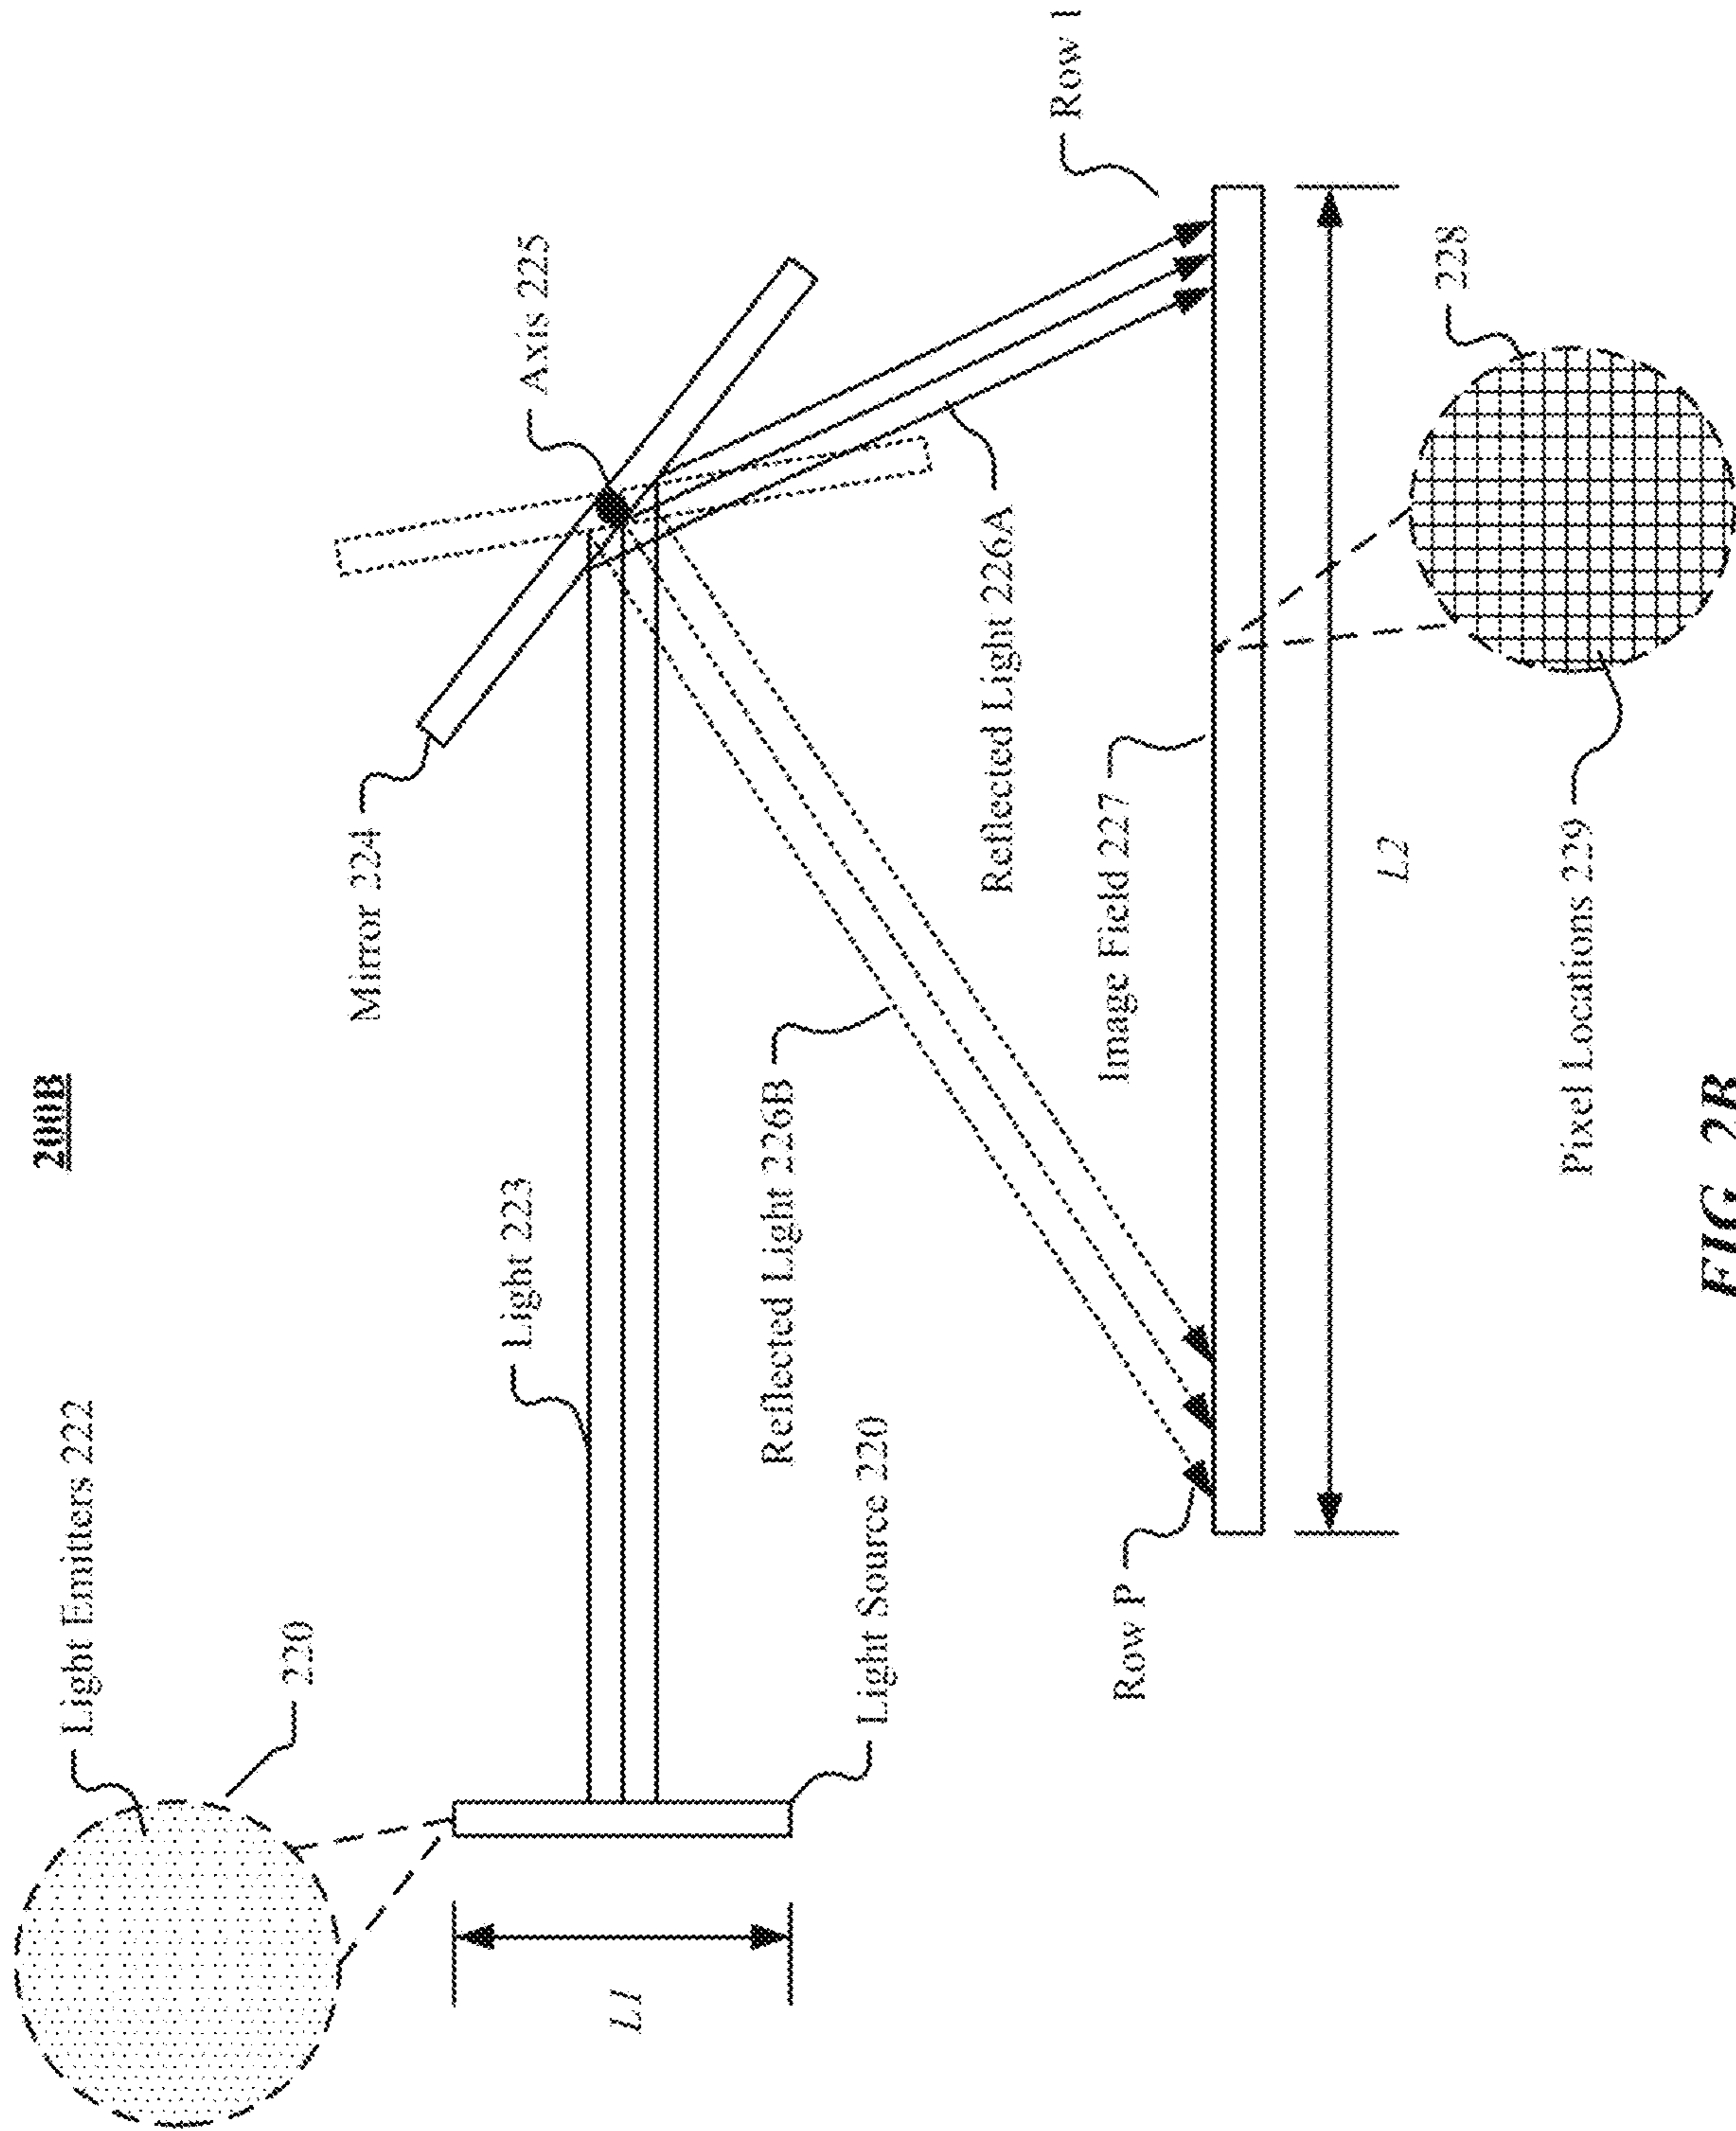 200B
Light Emitters 222
220
Mirror 224
Axis 225
Light 223
L1
Reflected Light 226B
Light Source 220
Reflected Light 226A
Row 1
Image Field 227
Row P
L2
228
Pixel Locations 229
FIG. 2B